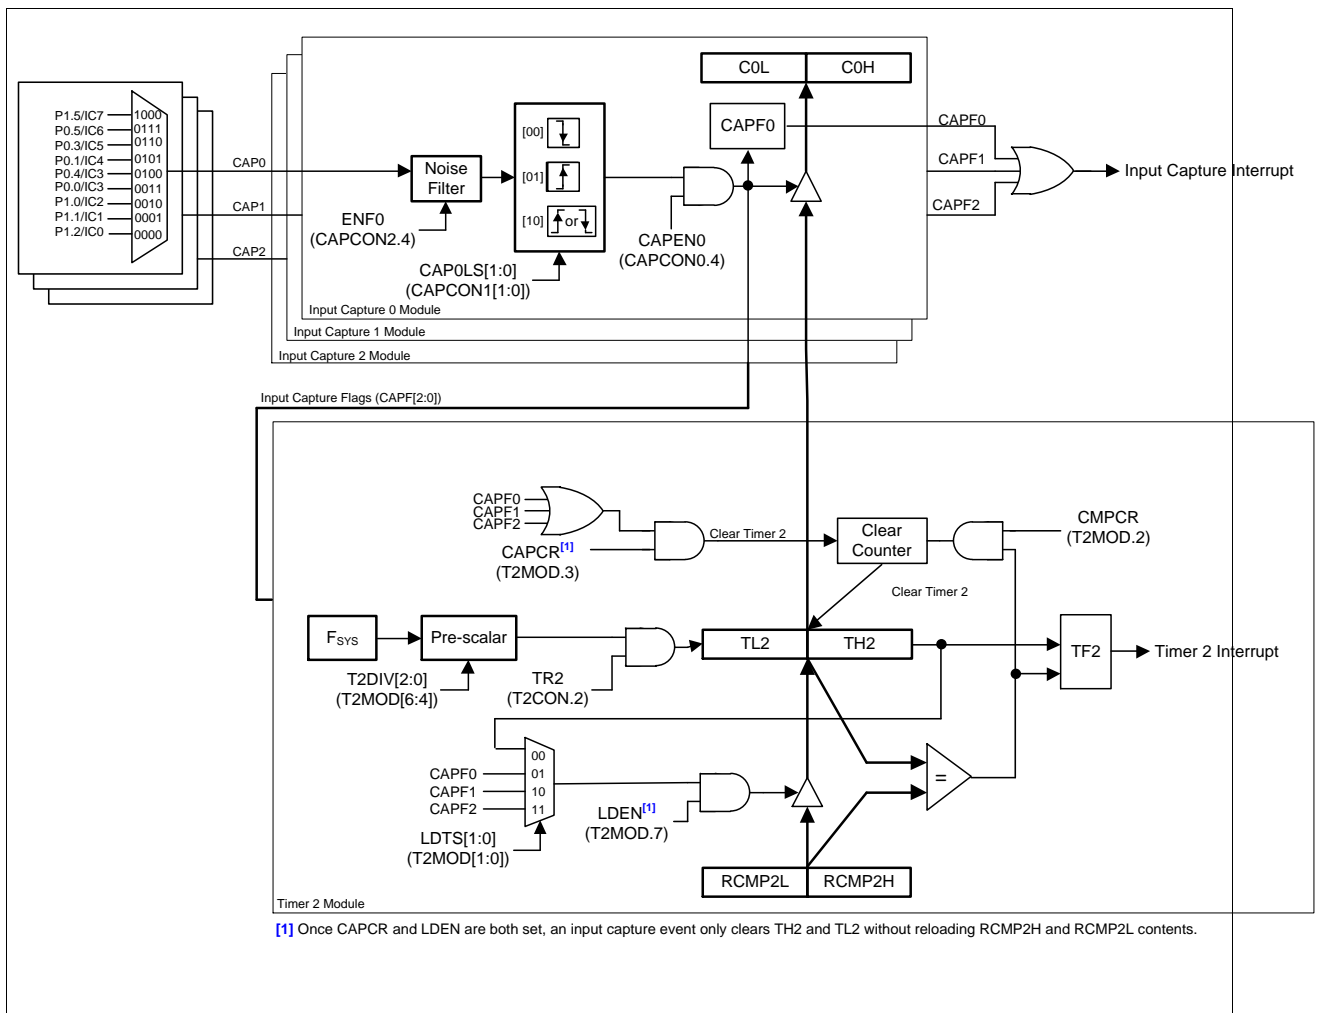 C0L
C0H
CAPF0
P1.5/IC7
P0.5/IC6
P0.3/IC5
P0.1/IC4
P0.4/IC3
P0.0/IC3
P1.0/IC2
P1.1/IC1
P1.2/IC0
1000
0111
0110
0101
0100
0011
0010
0001
0000
CAP0
CAP1
CAP2
Noise
Filter
ENF0
(CAPCON2.4)
[00]
[01]
[10]
or
CAP0LS[1:0]
(CAPCON1[1:0])
CAPEN0
(CAPCON0.4)
CAPF0
CAPF1
CAPF2
Input Capture Interrupt
Input Capture 0 Module
Input Capture 1 Module
Input Capture 2 Module
Input Capture Flags (CAPF[2:0])
CAPF0
CAPF1
CAPF2
CAPCR[1]
(T2MOD.3)
Clear Timer 2
Clear
Counter
CMPCR
(T2MOD.2)
Clear Timer 2
FSYS
Pre-scalar
T2DIV[2:0]
(T2MOD[6:4])
TR2
(T2CON.2)
TL2
TH2
TF2
Timer 2 Interrupt
00
01
10
11
CAPF0
CAPF1
CAPF2
LDTS[1:0]
(T2MOD[1:0])
LDEN[1]
(T2MOD.7)
=
RCMP2L
RCMP2H
Timer 2 Module
[1] Once CAPCR and LDEN are both set, an input capture event only clears TH2 and TL2 without reloading RCMP2H and RCMP2L contents.